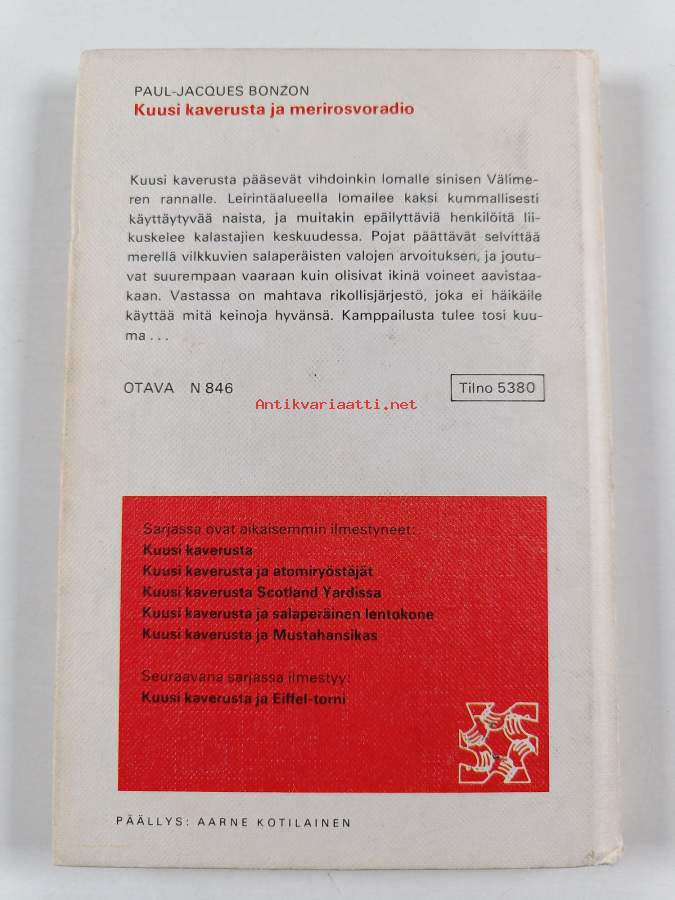 PAUL-JACQUES BONZON
Kuusi kaverusta ja merirosvoradio
Kuusi kaverusta pääsevät vihdoinkin lomalle sinisen Välime-
ren rannalle. Leirintäalueella lomailee kaksi kummallisesti
käyttäytyvää naista, ja muitakin epäilyttäviä henkilöitä lii-
kuskelee kalastajien keskuudessa. Pojat päättävät selvittää
merellä vilkkuvien salaperäisten valojen arvoituksen, ja joutu-
vat suurempaan vaaraan kuin olisivat ikinä voineet aavistaa-
kaan. Vastassa on mahtava rikollisjärjestö, joka ei häikäile
käyttää mitä keinoja hyvänsä. Kamppailusta tulee tosi kuu-
ma . . .
OTAVA N 846
Tilno 5380
Antikvariaatti.net
Sarjassa ovat aikaisemmin ilmestyneet:
Kuusi kaverusta
Kuusi kaverusta ja atomiryöstäjät
Kuusi kaverusta Scotland Yardissa
Kuusi kaverusta ja salaperäinen lentokone
Kuusi kaverusta ja Mustahansikas
Seuraavana sarjassa ilmestyy:
Kuusi kaverusta ja Eiffel-torni
PÄÄLLYS: AARNE KOTILAINEN